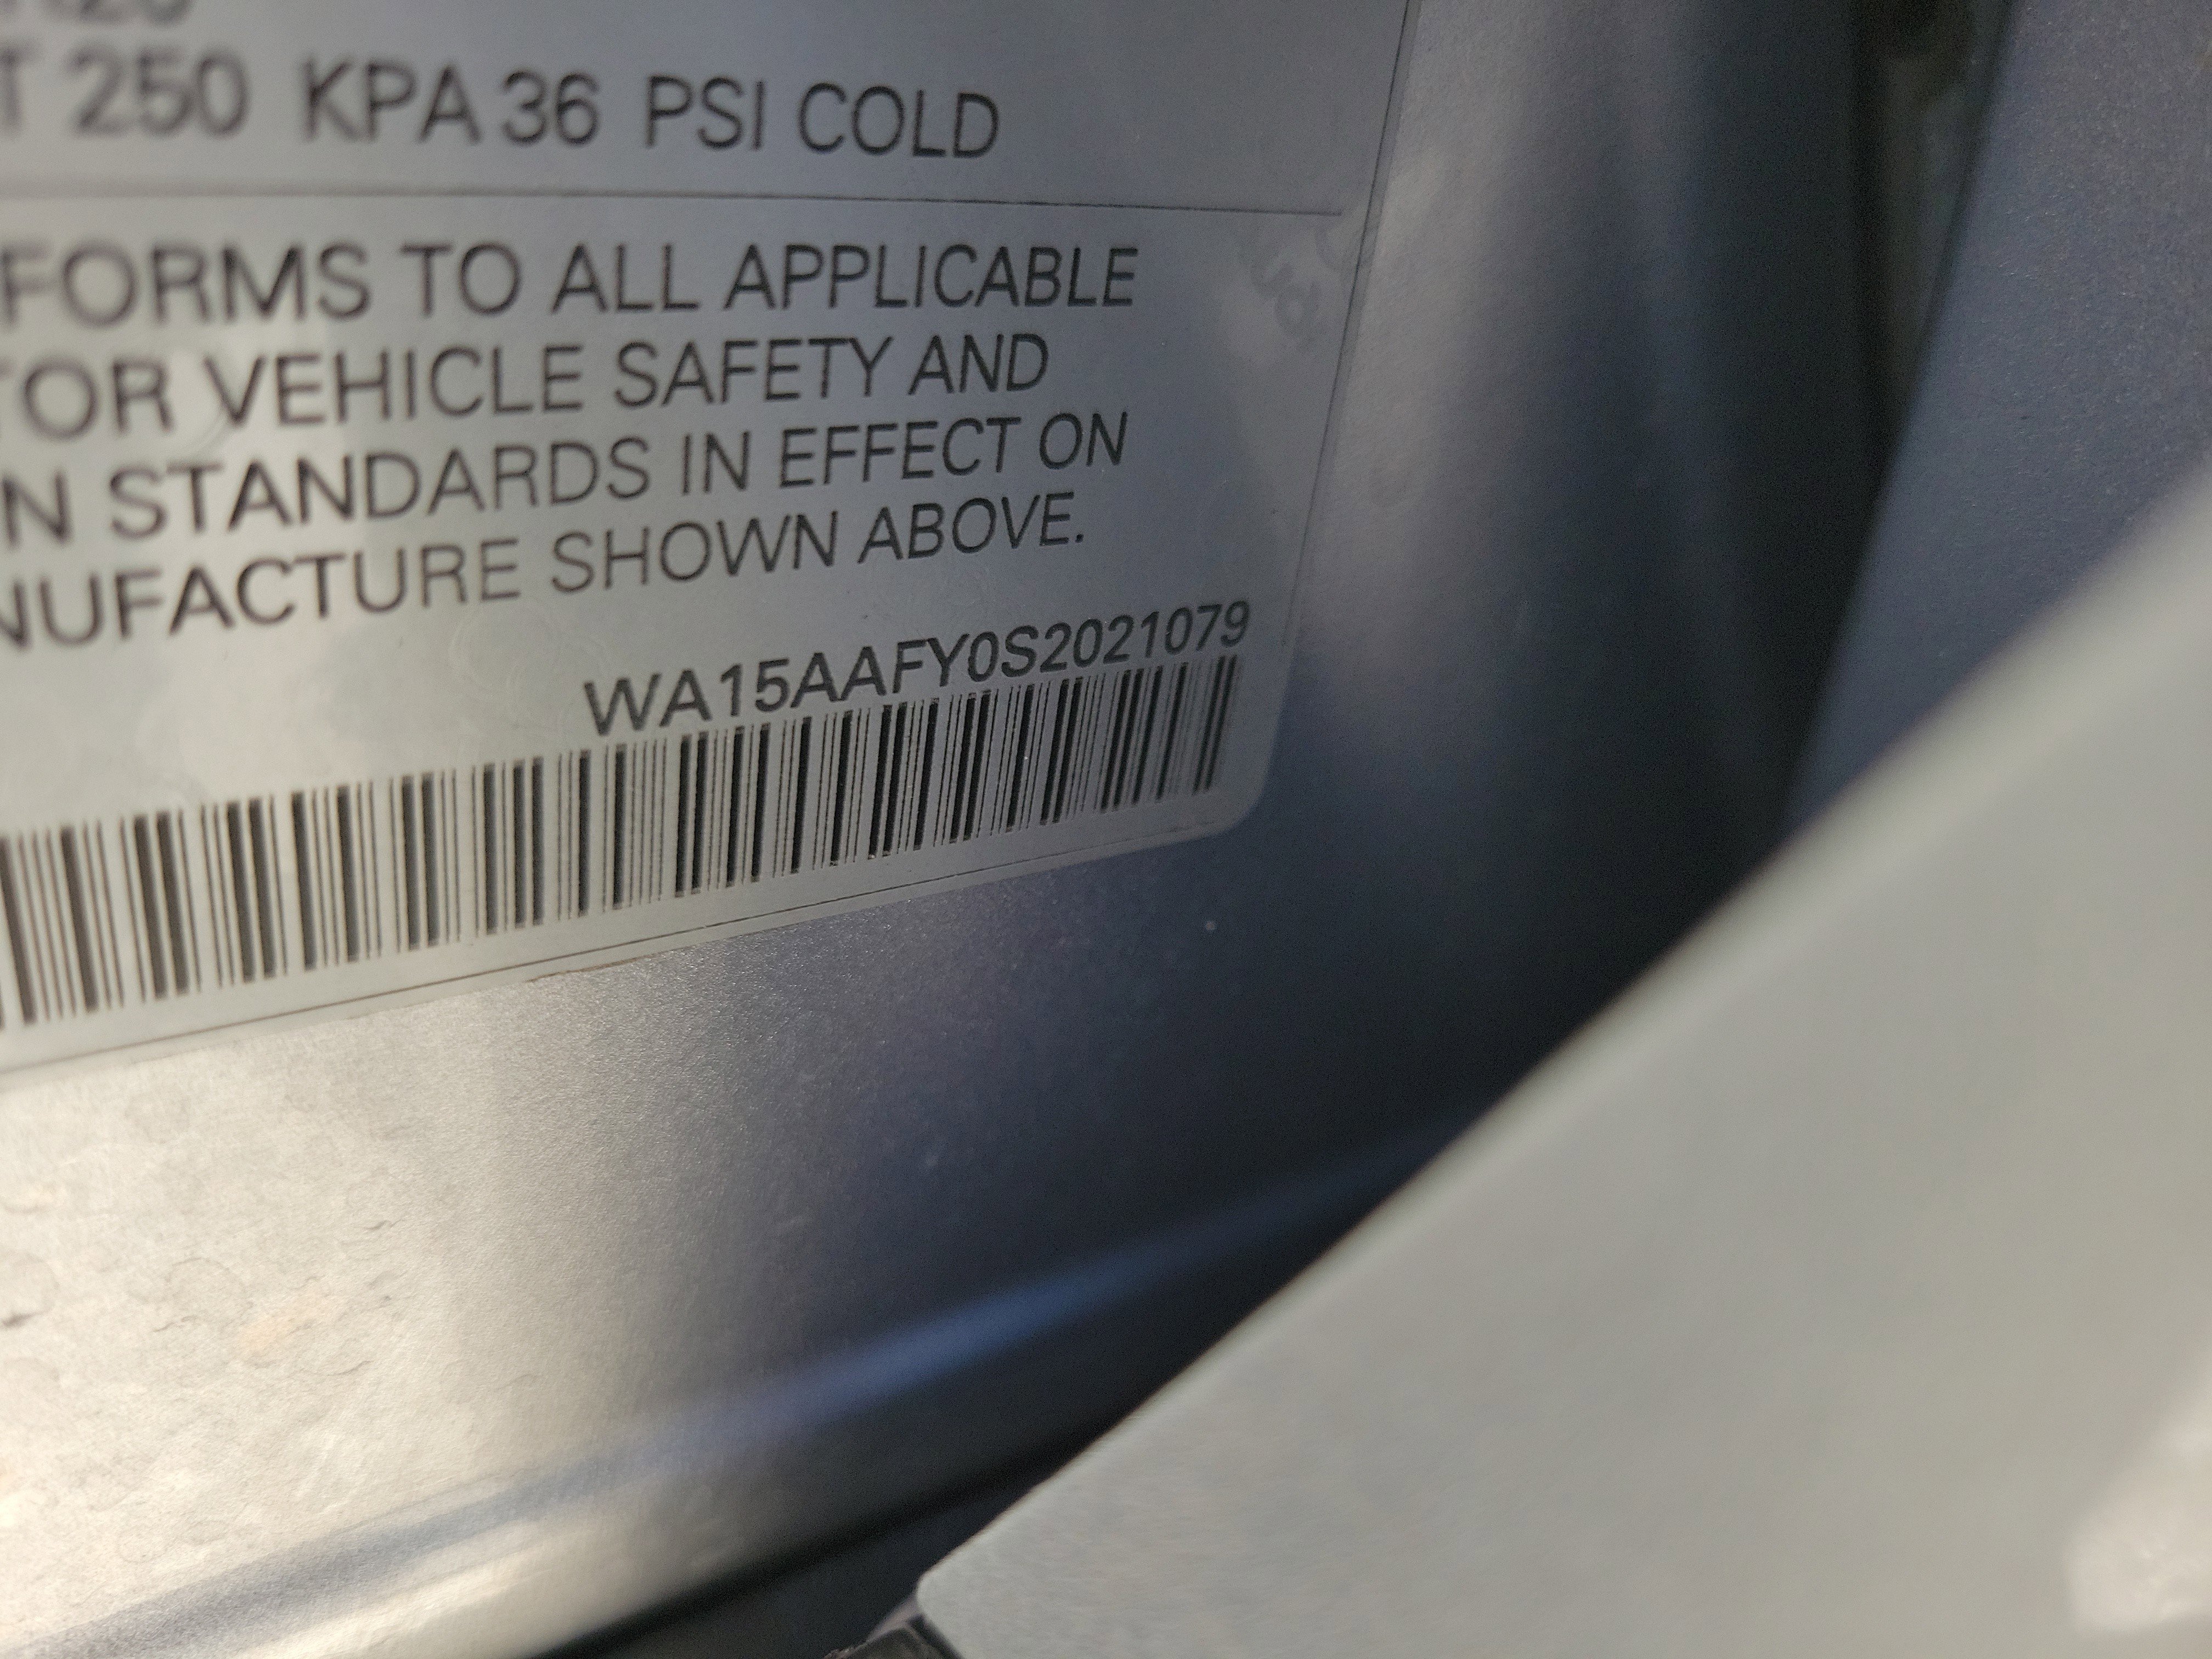 T 250 KPA 36 PSI COLD
FORMS TO ALL APPLICABLE
TOR VEHICLE SAFETY AND
N STANDARDS IN EFFECT ON
NUFACTURE SHOWN ABOVE.
WA15AAFY0S2021079